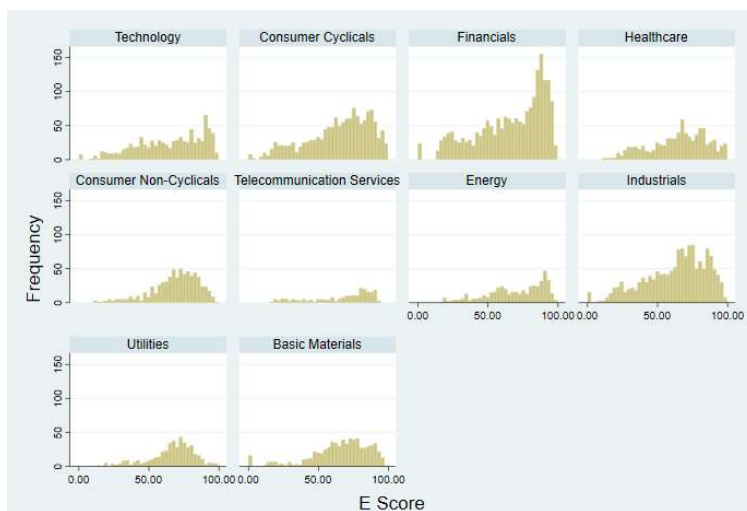 Technology
Consumer Cyclicals
Financials
Healthcare
150
100
50
0
Consumer Non-Cyclicals
Telecommunication Services
Energy
Industrials
150
100
50
0
0.00 50.00 100.00 0.00 50.00 100.00
Utilities
Basic Materials
150
100
50
0
0.00 50.00 100.00 0.00 50.00 100.00
Frequency
E Score